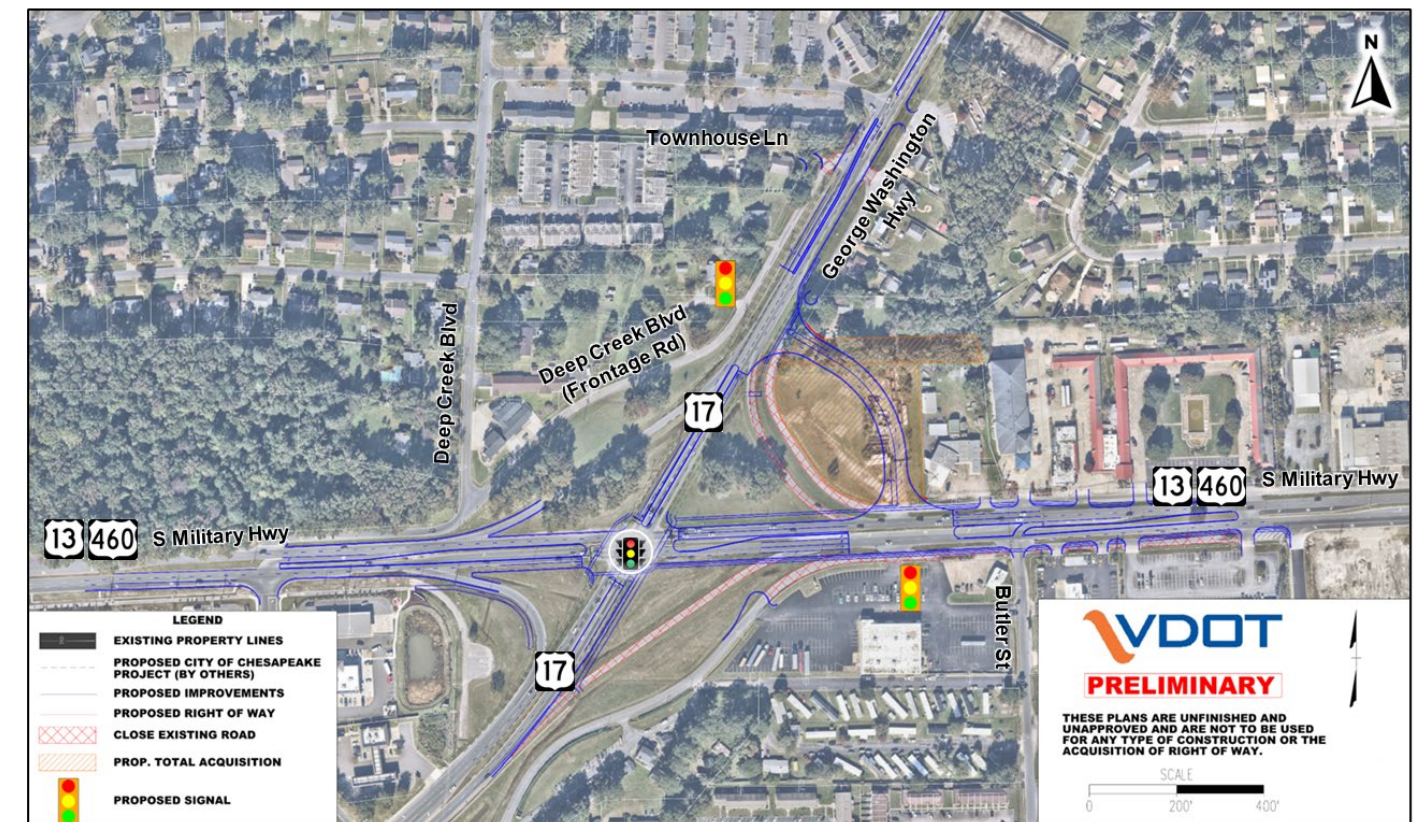 N
Townhouse Ln
George Washington
Hwy
Deep Creek Blvd
Deep Creek Blvd
(Frontage Rd)
17
13 460 S Military Hwy
13 460 S Military Hwy
17
Butler St
LEGEND
EXISTING PROPERTY LINES
PROPOSED CITY OF CHESAPEAKE
PROJECT (BY OTHERS)
PROPOSED IMPROVEMENTS
PROPOSED RIGHT OF WAY
CLOSE EXISTING ROAD
PROP. TOTAL ACQUISITION
PROPOSED SIGNAL
VDOT
PRELIMINARY
THESE PLANS ARE UNFINISHED AND
UNAPPROVED AND ARE NOT TO BE USED
FOR ANY TYPE OF CONSTRUCTION OR THE
ACQUISITION OF RIGHT OF WAY.
SCALE
0 200' 400'